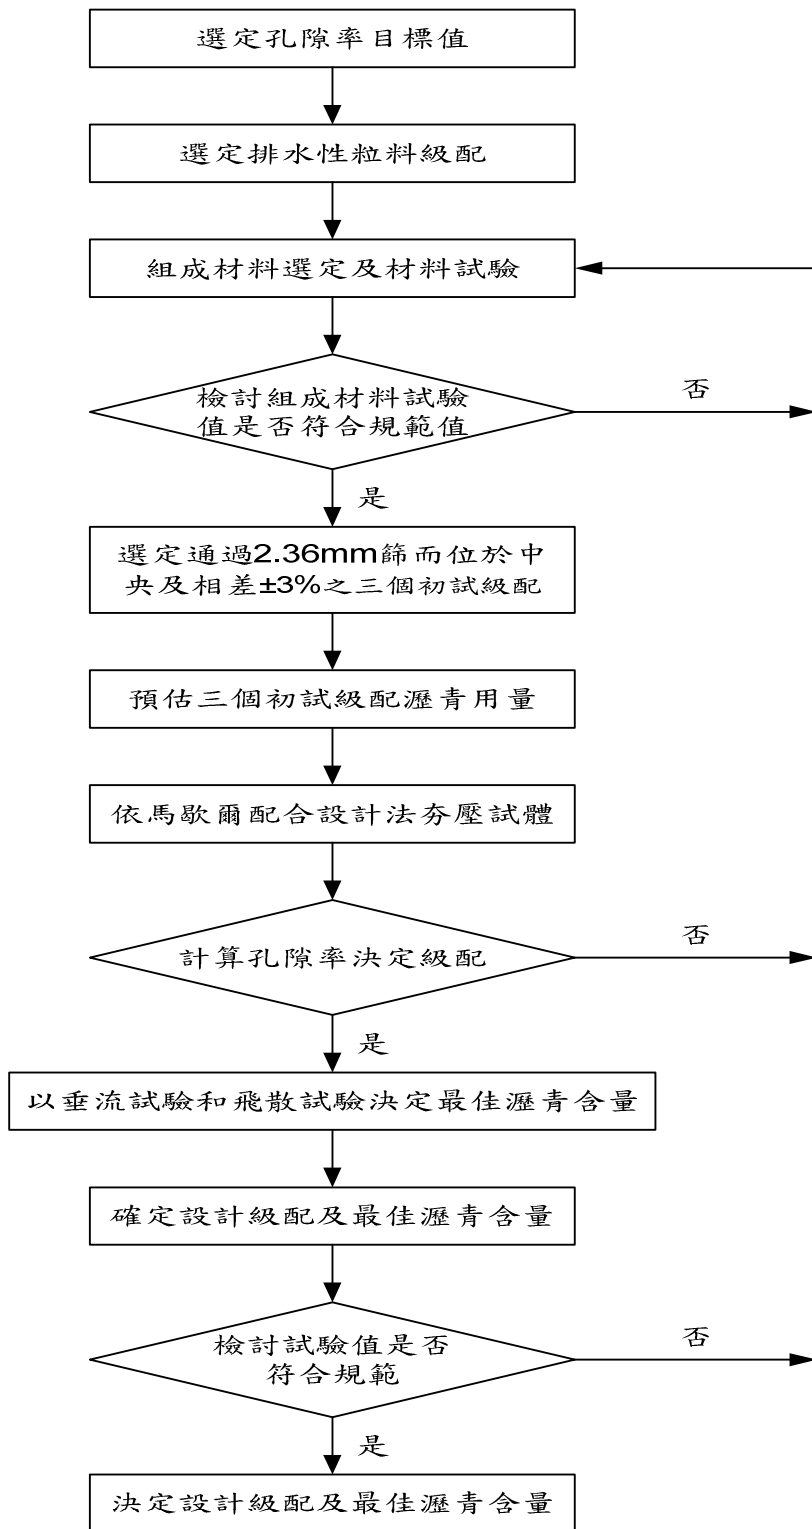 選定孔隙率目標值
選定排水性粒料級配
組成材料選定及材料試驗
檢討組成材料試驗
值是否符合規範值
否
是
選定通過2.36mm篩而位於中
央及相差±3%之三個初試級配
預估三個初試級配瀝青用量
依馬歇爾配合設計法夯壓試體
計算孔隙率決定級配
否
是
以垂流試驗和飛散試驗決定最佳瀝青含量
確定設計級配及最佳瀝青含量
檢討試驗值是否
符合規範
否
是
決定設計級配及最佳瀝青含量